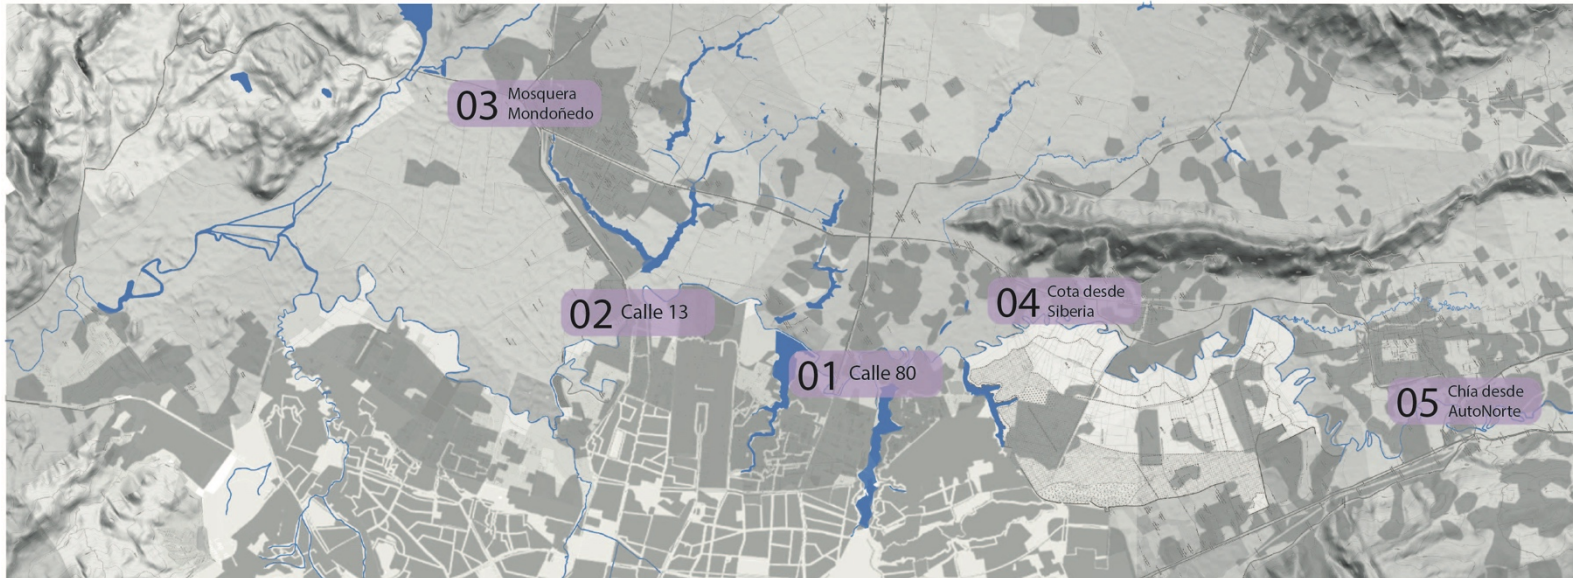 03 Mosquera
Mondoñedo
02 Calle 13
01 Calle 80
04 Cota desde
Siberia
05 Chía desde
AutoNorte